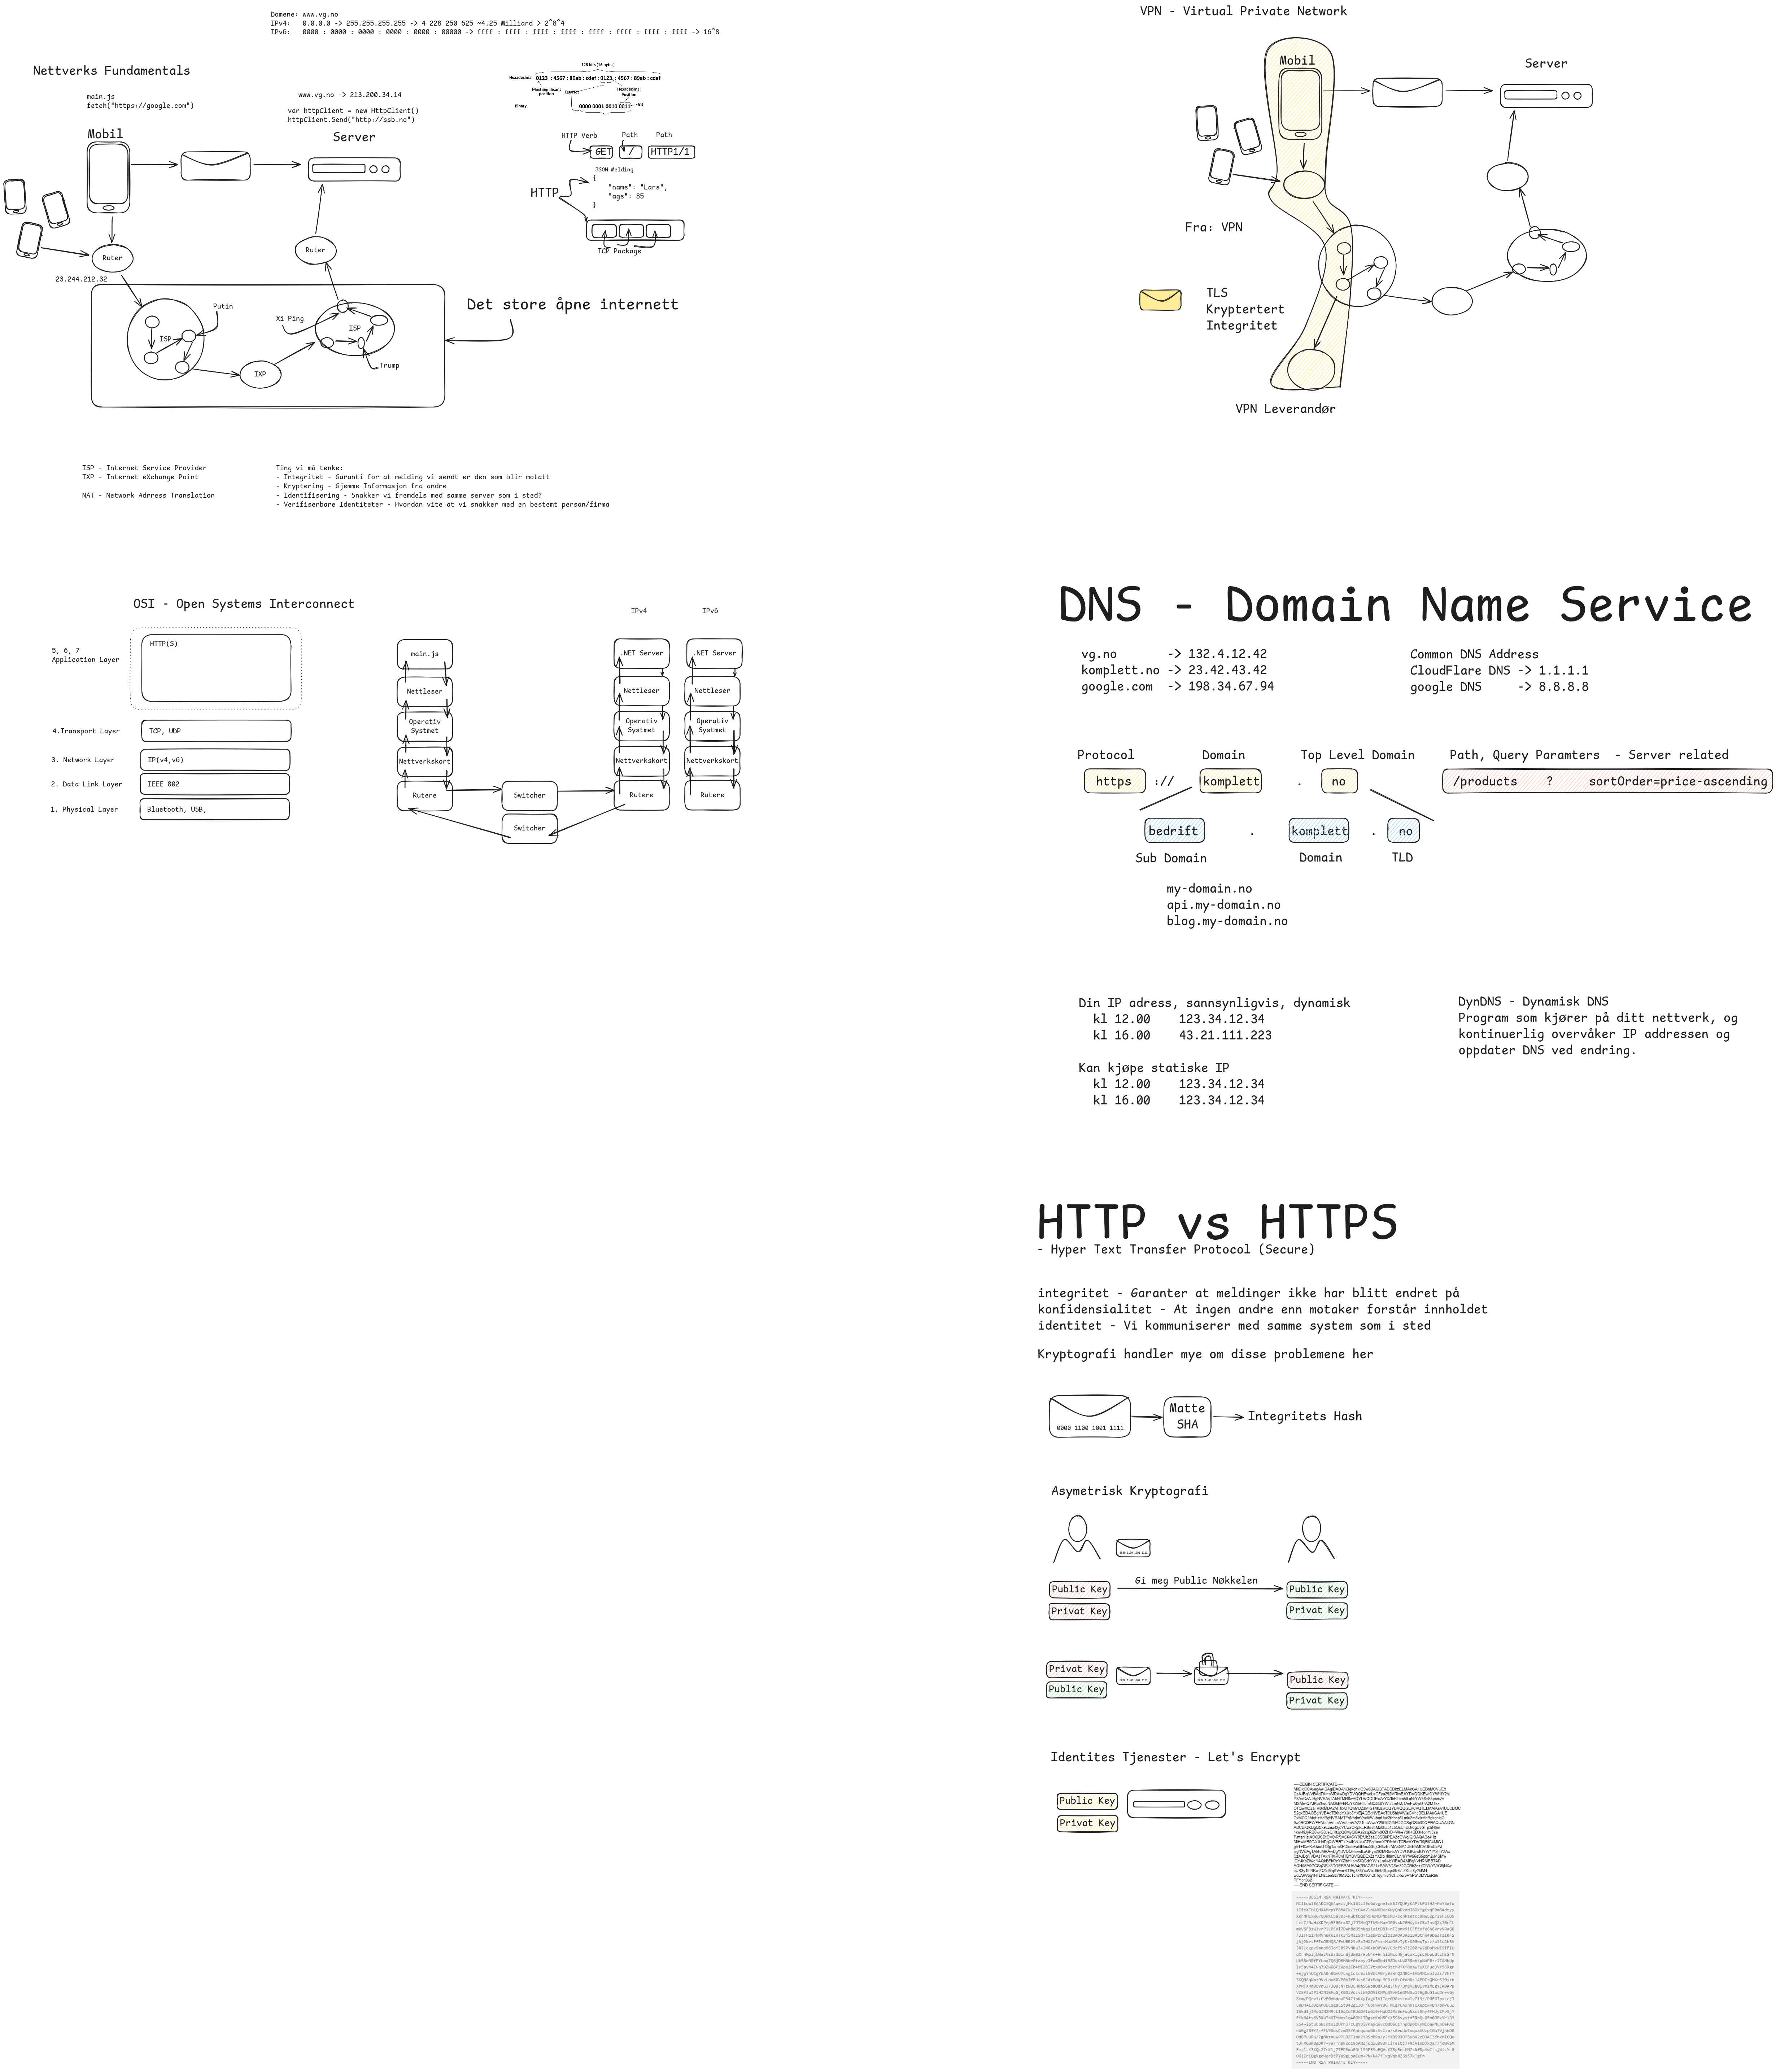 Domene: www.vg.no
IPv4: 0.0.0.0 -> 255.255.255.255 -> 4 228 250 625 ~4.25 Milliard > 2^8^4
IPv6: 0000 : 0000 : 0000 : 0000 : 0000 : 00000 -> ffff : ffff : ffff : ffff : ffff : ffff : ffff : ffff -> 16^8
Nettverks Fundamentals
main.js
fetch("https://google.com")
www.vg.no -> 213.200.34.14
var httpClient = new HttpClient()
httpClient.Send("http://ssb.no")
Mobil
Server
Ruter
Ruter
23.244.212.32
Putin
ISP
Xi Ping
ISP
Trump
IXP
Det store åpne internett
128 bits (16 bytes)
Hexadecimal
0123 : 4567 : 89ab : cdef : 0123 : 4567 : 89ab : cdef
Most significant position
Quartet
Hexadecimal Position
Binary
0000 0001 0010 0011
Bit
HTTP Verb
Path
Path
GET
/
HTTP1/1
JSON Melding
{
"name": "Lars",
"age": 35
}
HTTP
TCP Package
ISP - Internet Service Provider
IXP - Internet eXchange Point
NAT - Network Adrress Translation
Ting vi må tenke:
- Integritet - Garanti for at melding vi sendt er den som blir motatt
- Kryptering - Gjemme Informasjon fra andre
- Identifisering - Snakker vi fremdels med samme server som i sted?
- Verifiserbare Identiteter - Hvordan vite at vi snakker med en bestemt person/firma
VPN - Virtual Private Network
Mobil
Server
Fra: VPN
TLS
Kryptertert
Integritet
VPN Leverandør
OSI - Open Systems Interconnect
5, 6, 7
Application Layer
HTTP(S)
4.Transport Layer
TCP, UDP
3. Network Layer
IP(v4,v6)
2. Data Link Layer
IEEE 802
1. Physical Layer
Bluetooth, USB,
main.js
Nettleser
Operativ
Systmet
Nettverkskort
Rutere
Switcher
Switcher
IPv4
.NET Server
Nettleser
Operativ
Systmet
Nettverkskort
Rutere
IPv6
.NET Server
Nettleser
Operativ
Systmet
Nettverkskort
Rutere
DNS - Domain Name Service
vg.no -> 132.4.12.42
komplett.no -> 23.42.43.42
google.com -> 198.34.67.94
Common DNS Address
CloudFlare DNS -> 1.1.1.1
google DNS -> 8.8.8.8
Protocol
Domain
Top Level Domain
Path, Query Paramters - Server related
https
://
komplett
.
no
/products ? sortOrder=price-ascending
bedrift
.
komplett
.
no
Sub Domain
Domain
TLD
my-domain.no
api.my-domain.no
blog.my-domain.no
Din IP adress, sannsynligvis, dynamisk
kl 12.00 123.34.12.34
kl 16.00 43.21.111.223
Kan kjøpe statiske IP
kl 12.00 123.34.12.34
kl 16.00 123.34.12.34
DynDNS - Dynamisk DNS
Program som kjører på ditt nettverk, og
kontinuerlig overvåker IP addressen og
oppdater DNS ved endring.
HTTP vs HTTPS
- Hyper Text Transfer Protocol (Secure)
integritet - Garanter at meldinger ikke har blitt endret på
konfidensialitet - At ingen andre enn motaker forstår innholdet
identitet - Vi kommuniserer med samme system som i sted
Kryptografi handler mye om disse problemene her
0000 1100 1001 1111
Matte
SHA
Integritets Hash
Asymetrisk Kryptografi
Public Key
Privat Key
Gi meg Public Nøkkelen
Public Key
Privat Key
Privat Key
Public Key
Public Key
Privat Key
Identites Tjenester - Let's Encrypt
Public Key
Privat Key
-----BEGIN CERTIFICATE-----
-----END CERTIFICATE-----
-----BEGIN RSA PRIVATE KEY-----
-----END RSA PRIVATE KEY-----